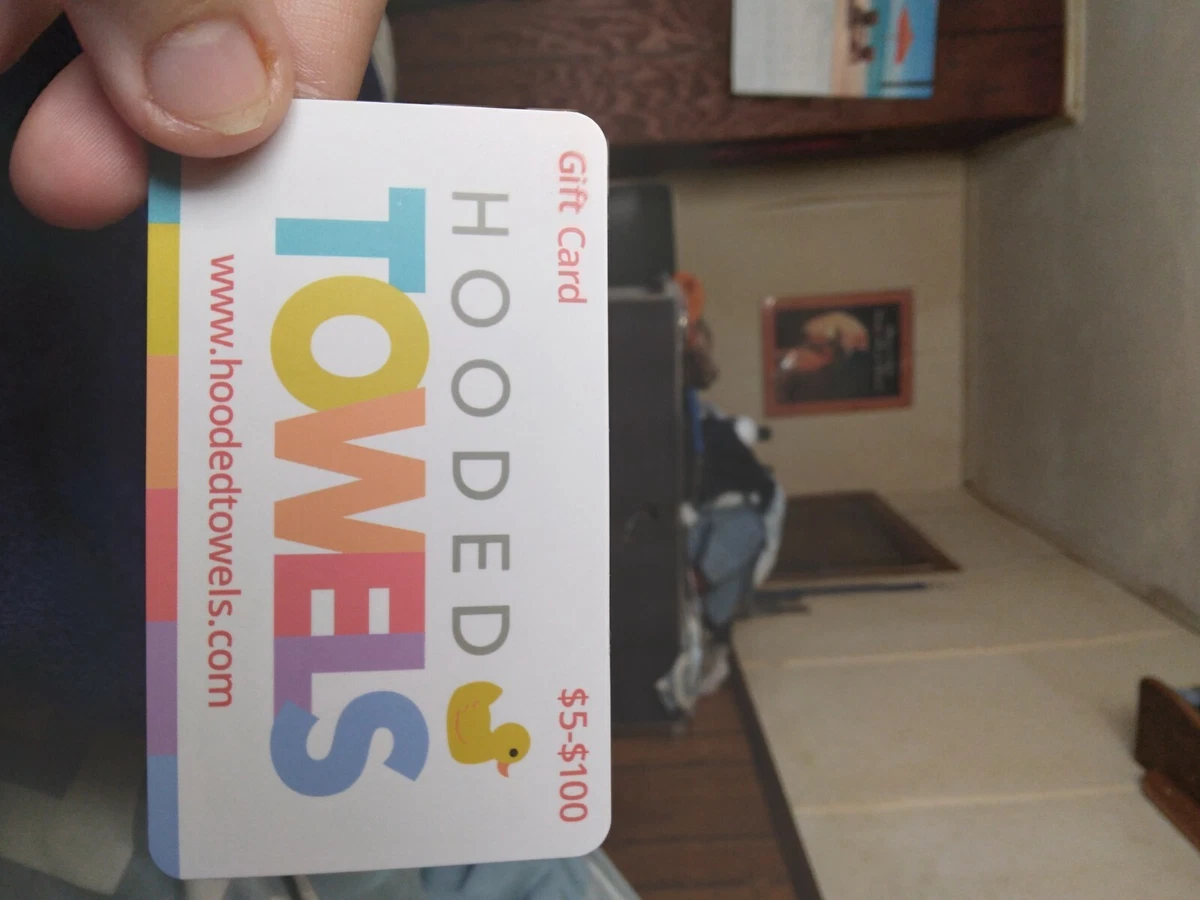 Gift Card $5-$100
HOODED
TOWELS
www.hoodedtowels.com